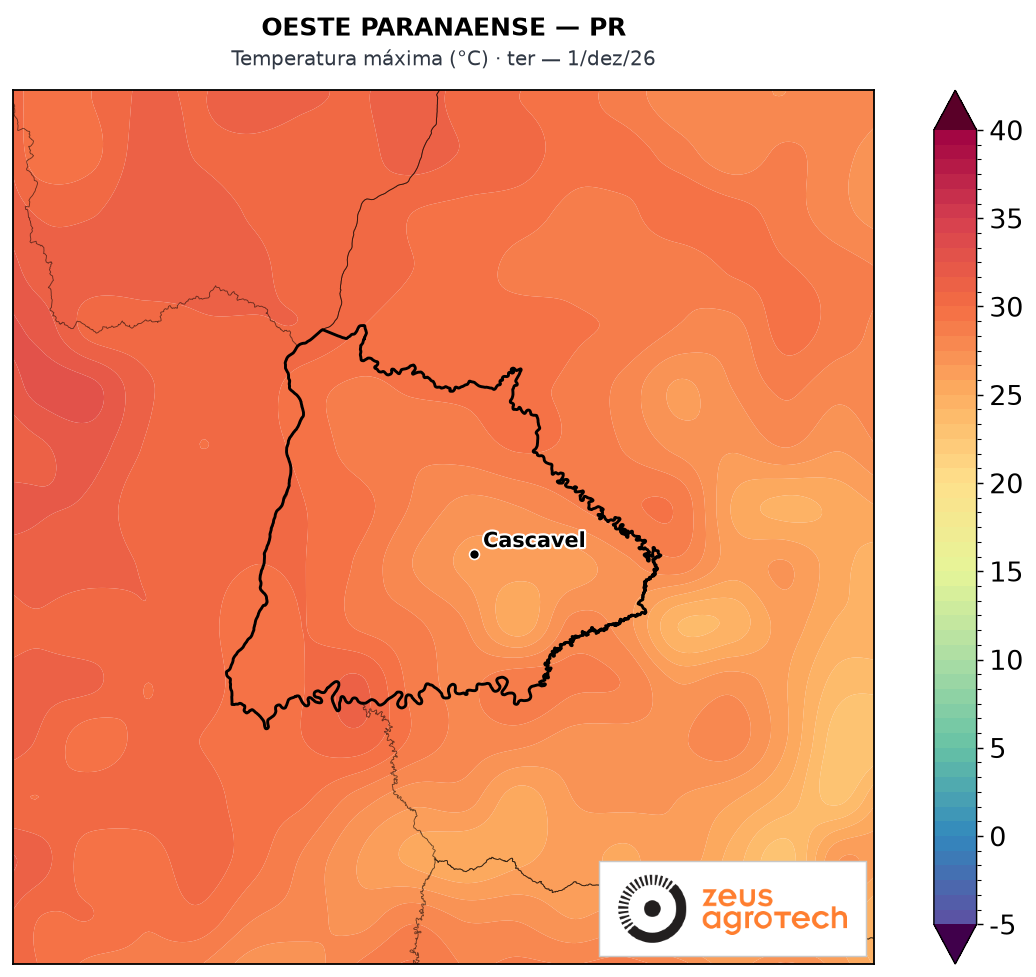 OESTE PARANAENSE — PR
Temperatura máxima (°C) · ter — 1/dez/26
40
35
30
25
20
15
10
5
0
-5
Cascavel
zeus
agrotech